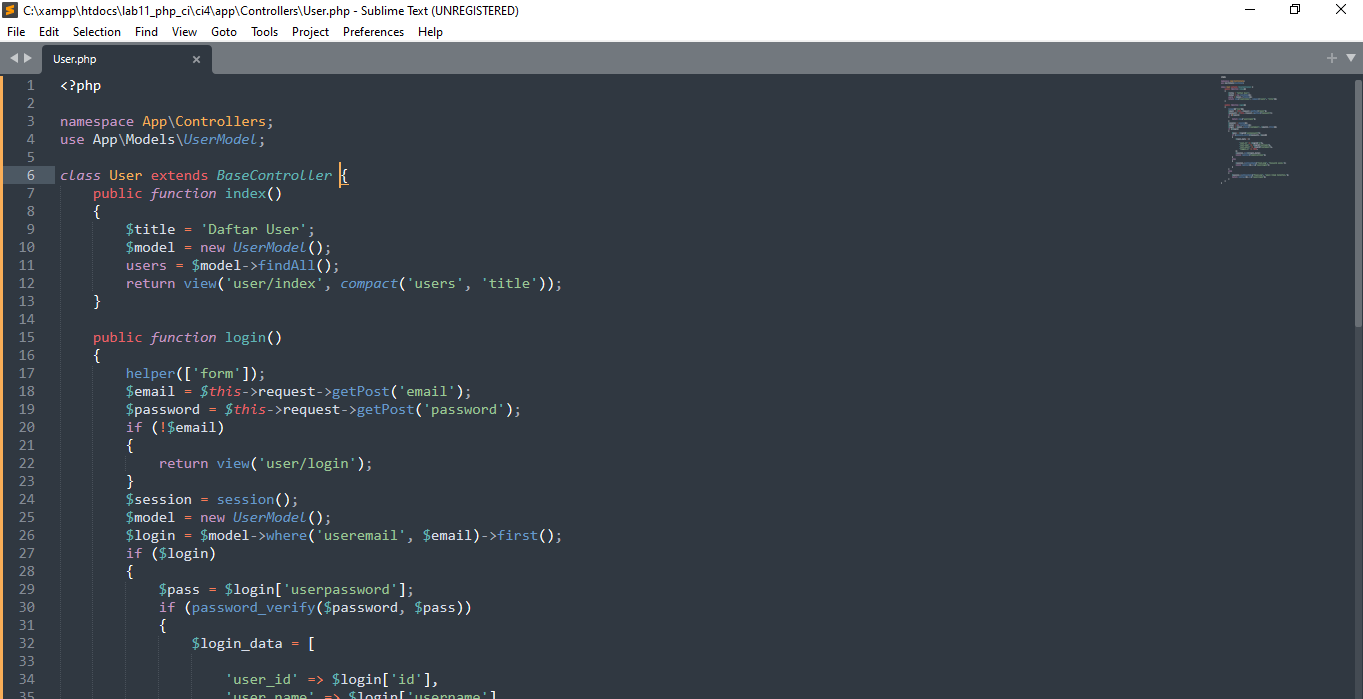 C:\xampp\htdocs\lab11_php_ci\ci4\app\Controllers\User.php - Sublime Text (UNREGISTERED)
File Edit Selection Find View Goto Tools Project Preferences Help
User.php
1 <?php
2
3 namespace App\Controllers;
4 use App\Models\UserModel;
5
6 class User extends BaseController {
7 public function index()
8 {
9 $title = 'Daftar User';
10 $model = new UserModel();
11 users = $model->findAll();
12 return view('user/index', compact('users', 'title'));
13 }
14
15 public function login()
16 {
17 helper(['form']);
18 $email = $this->request->getPost('email');
19 $password = $this->request->getPost('password');
20 if (!$email)
21 {
22 return view('user/login');
23 }
24 $session = session();
25 $model = new UserModel();
26 $login = $model->where('useremail', $email)->first();
27 if ($login)
28 {
29 $pass = $login['userpassword'];
30 if (password_verify($password, $pass))
31 {
32 $login_data = [
33
34 'user_id' => $login['id'],
35 'user_name' => $login['username'],